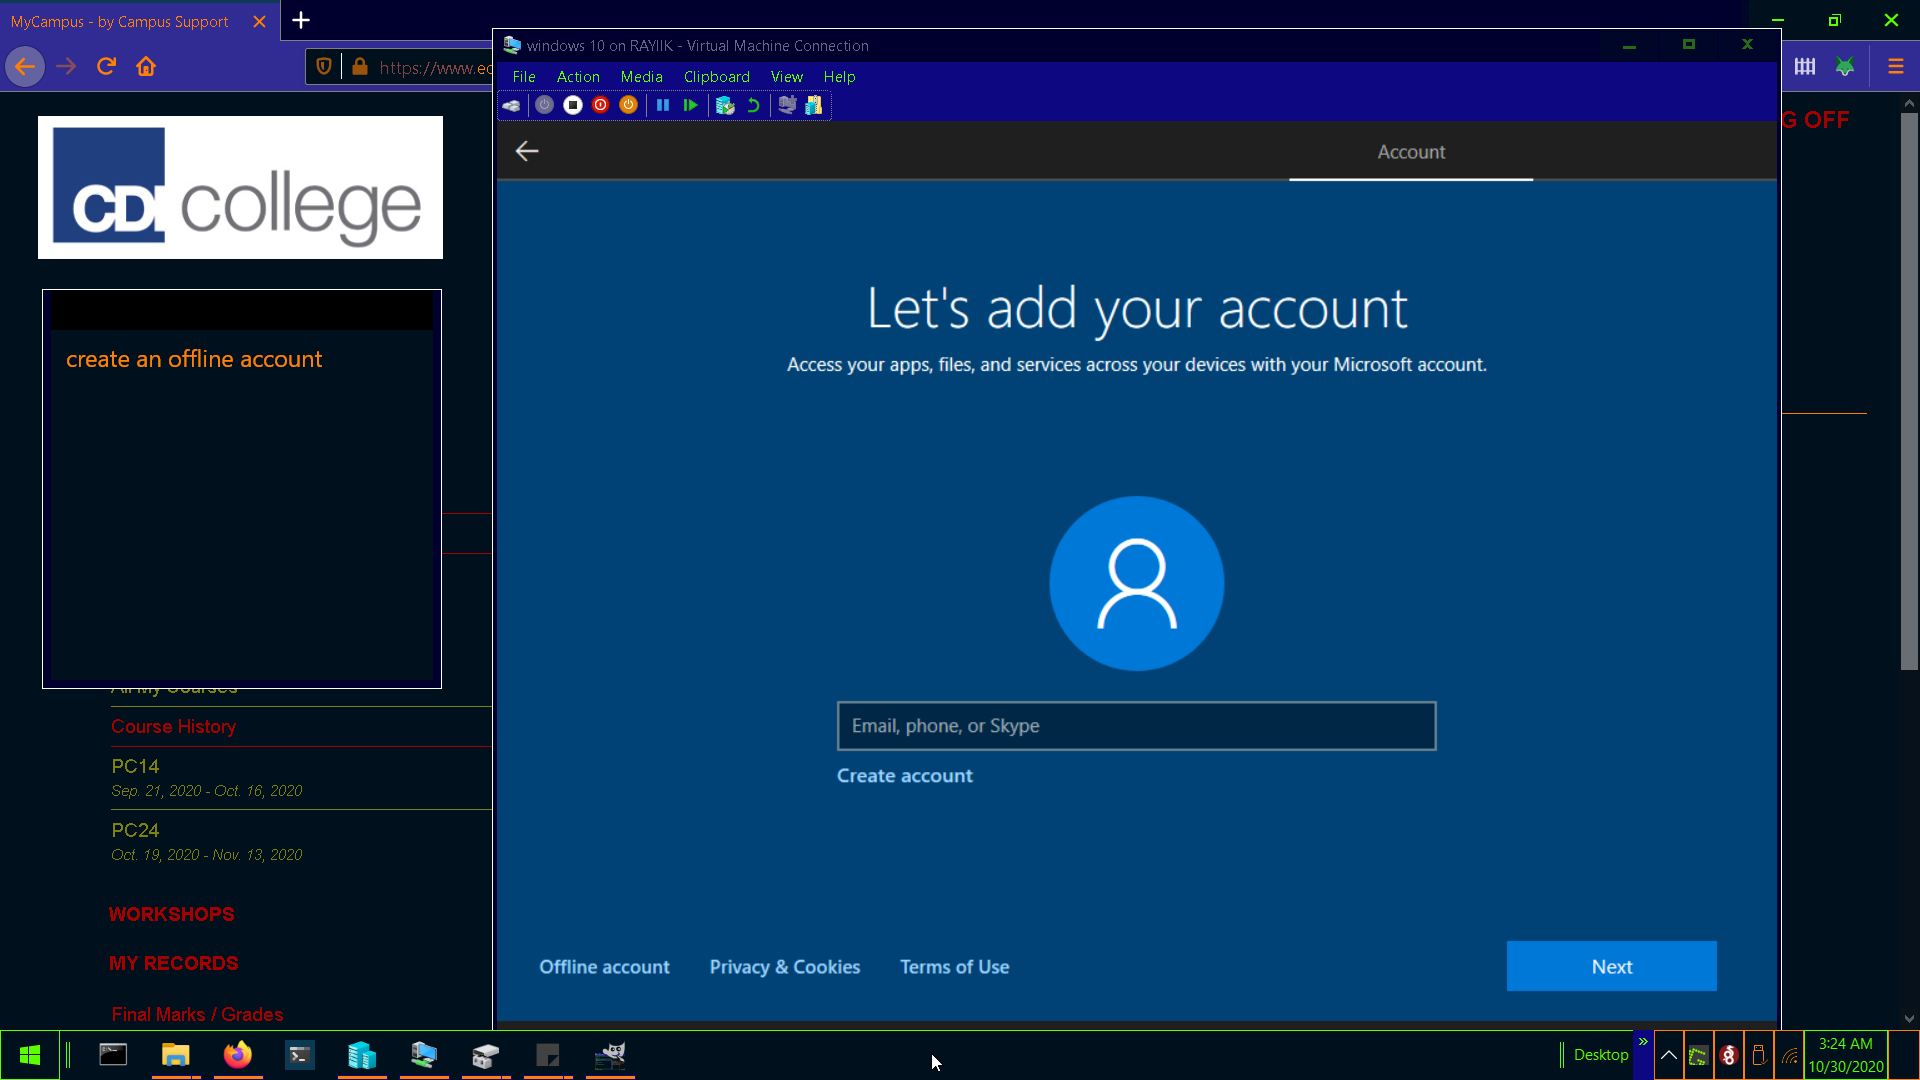 MyCampus - by Campus Support
https://www.ec
G OFF
CDI college
create an offline account
All My Courses
Course History
PC14
Sep. 21, 2020 - Oct. 16, 2020
PC24
Oct. 19, 2020 - Nov. 13, 2020
WORKSHOPS
MY RECORDS
Final Marks / Grades
windows 10 on RAYIIK - Virtual Machine Connection
File Action Media Clipboard View Help
Account
Let's add your account
Access your apps, files, and services across your devices with your Microsoft account.
Email, phone, or Skype
Create account
Offline account Privacy & Cookies Terms of Use
Next
Desktop
3:24 AM
10/30/2020